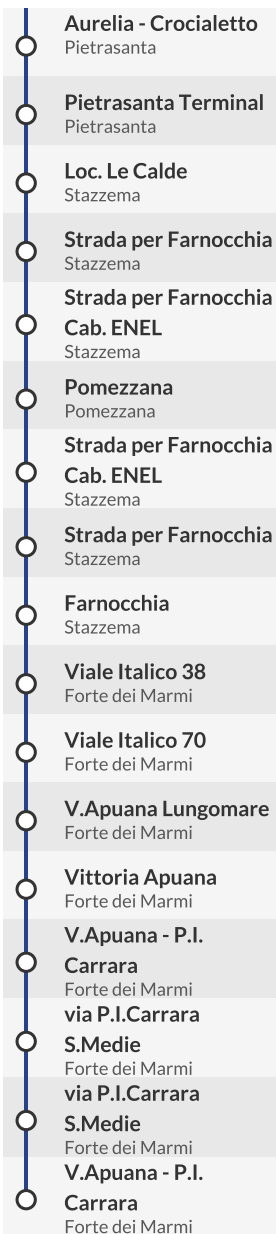 Aurelia - Crocialetto
Pietrasanta
Pietrasanta Terminal
Pietrasanta
Loc. Le Calde
Stazzema
Strada per Farnocchia
Stazzema
Strada per Farnocchia
Cab. ENEL
Stazzema
Pomezzana
Pomezzana
Strada per Farnocchia
Cab. ENEL
Stazzema
Strada per Farnocchia
Stazzema
Farnocchia
Stazzema
Viale Italico 38
Forte dei Marmi
Viale Italico 70
Forte dei Marmi
V.Apuana Lungomare
Forte dei Marmi
Vittoria Apuana
Forte dei Marmi
V.Apuana - P.I.
Carrara
Forte dei Marmi
via P.I.Carrara
S.Medie
Forte dei Marmi
via P.I.Carrara
S.Medie
Forte dei Marmi
V.Apuana - P.I.
Carrara
Forte dei Marmi